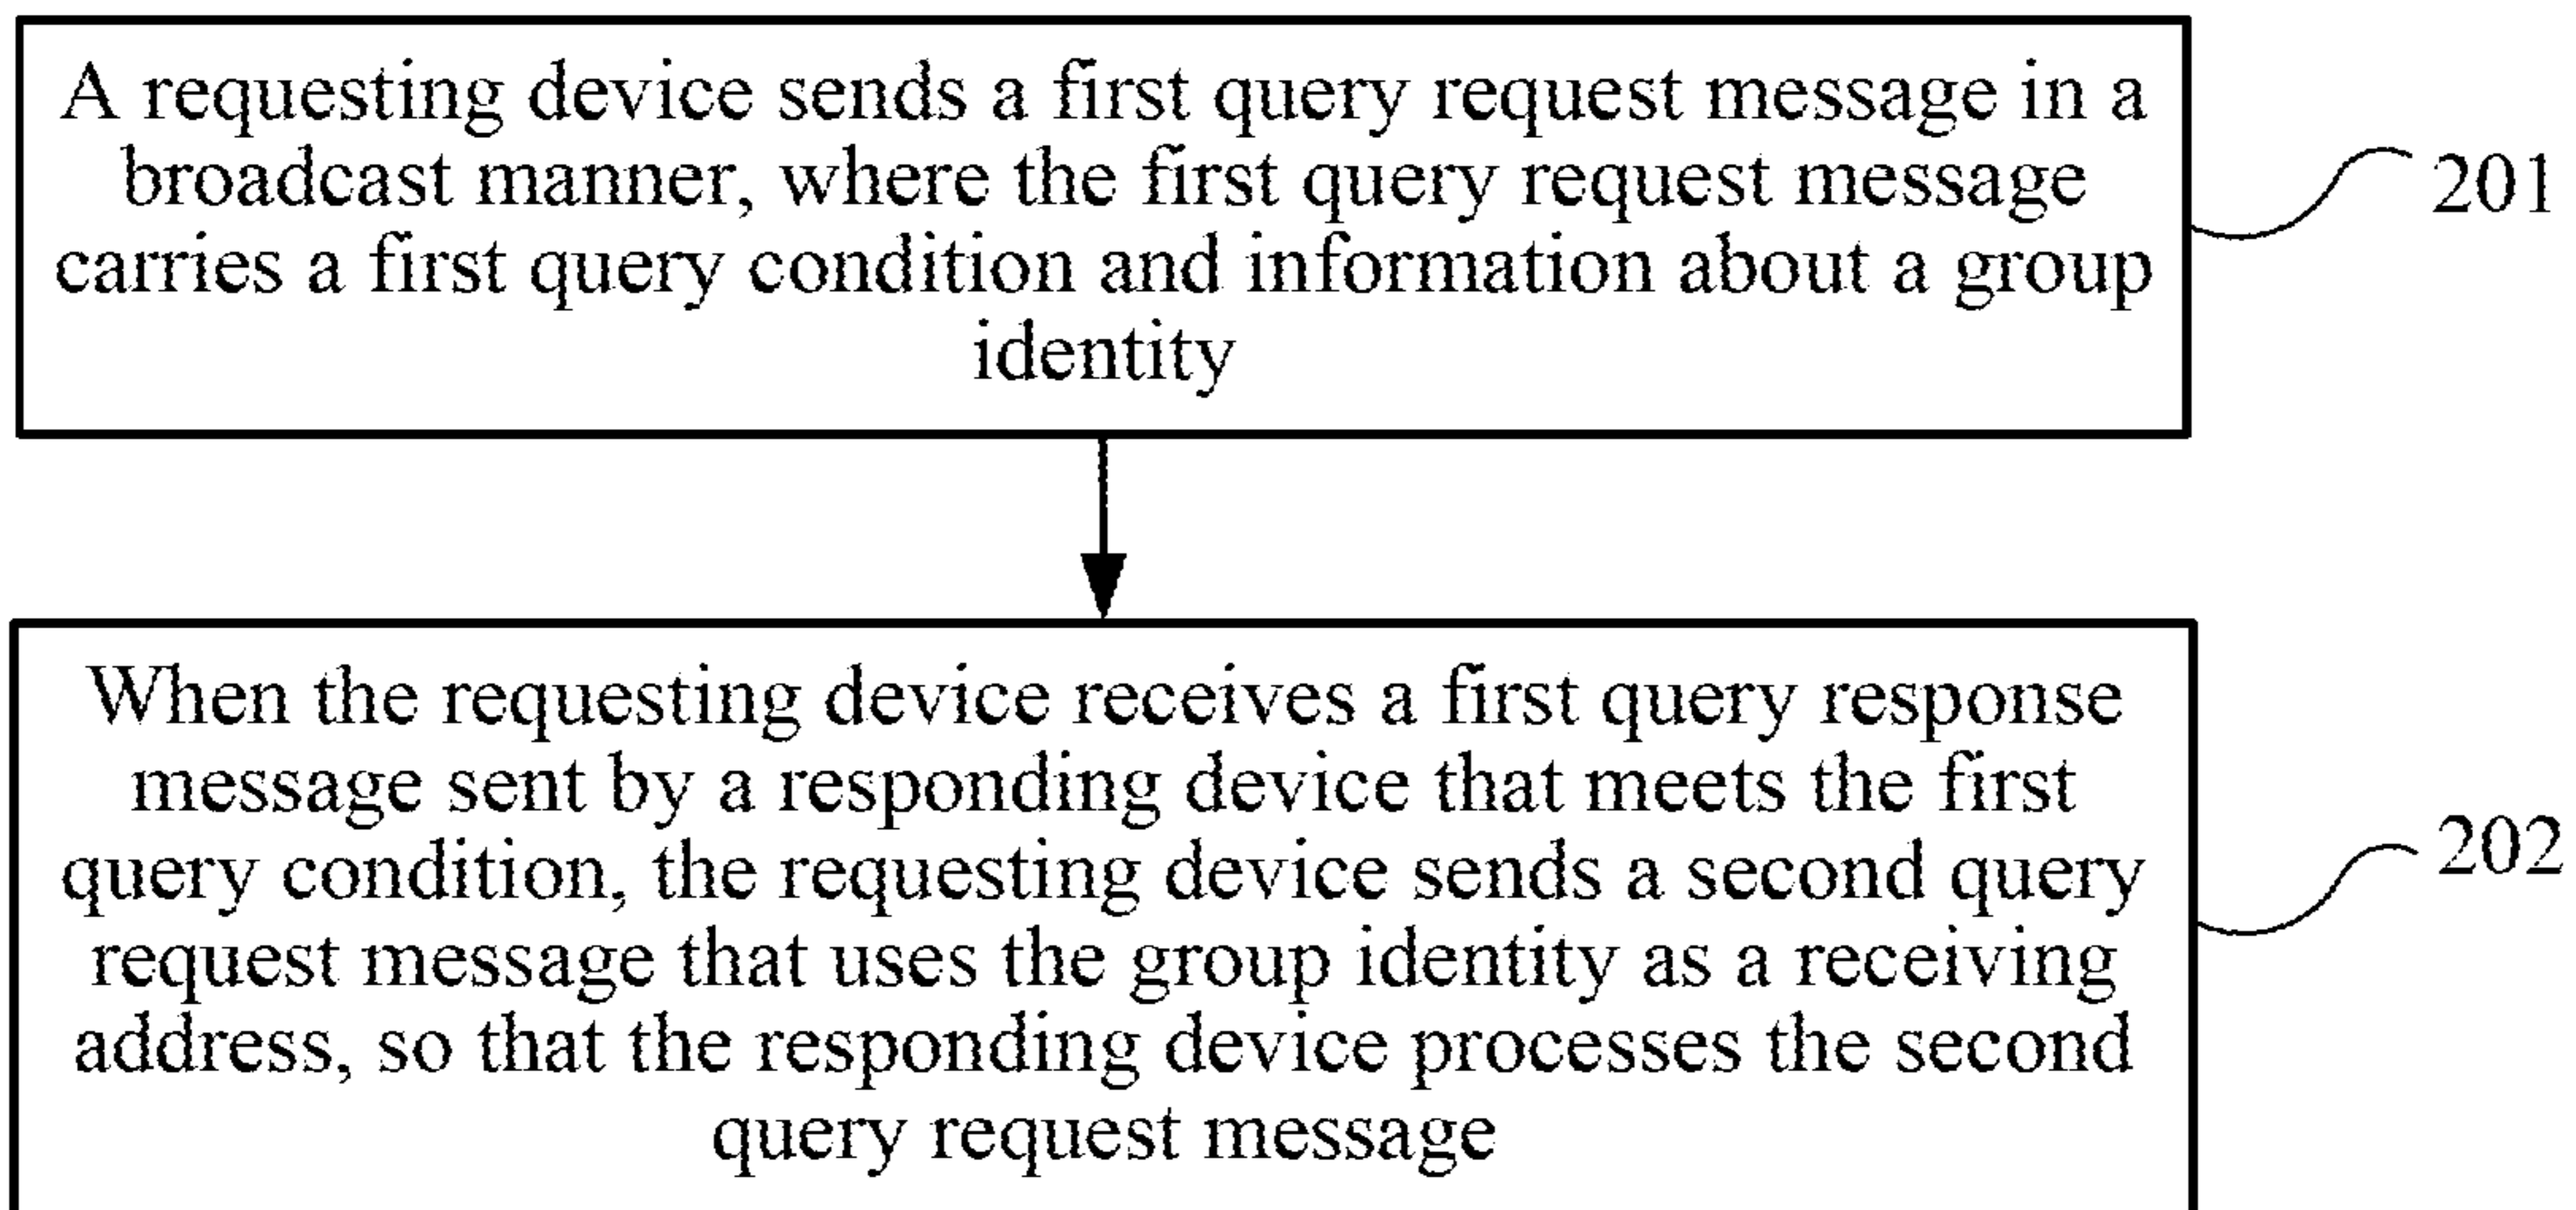 A requesting device sends a first query request message in a
broadcast manner, where the first query request message
carries a first query condition and information about a group
identity
201
When the requesting device receives a first query response
message sent by a responding device that meets the first
query condition, the requesting device sends a second query
request message that uses the group identity as a receiving
address, so that the responding device processes the second
query request message
202